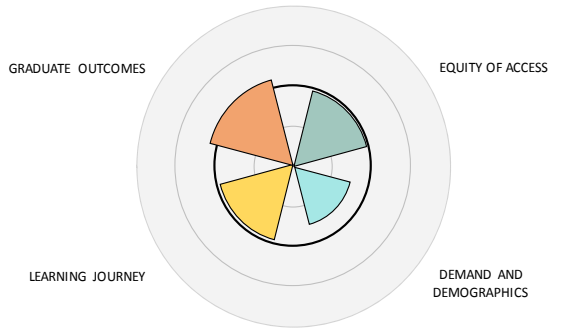 GRADUATE OUTCOMES
EQUITY OF ACCESS
LEARNING JOURNEY
DEMAND AND
DEMOGRAPHICS